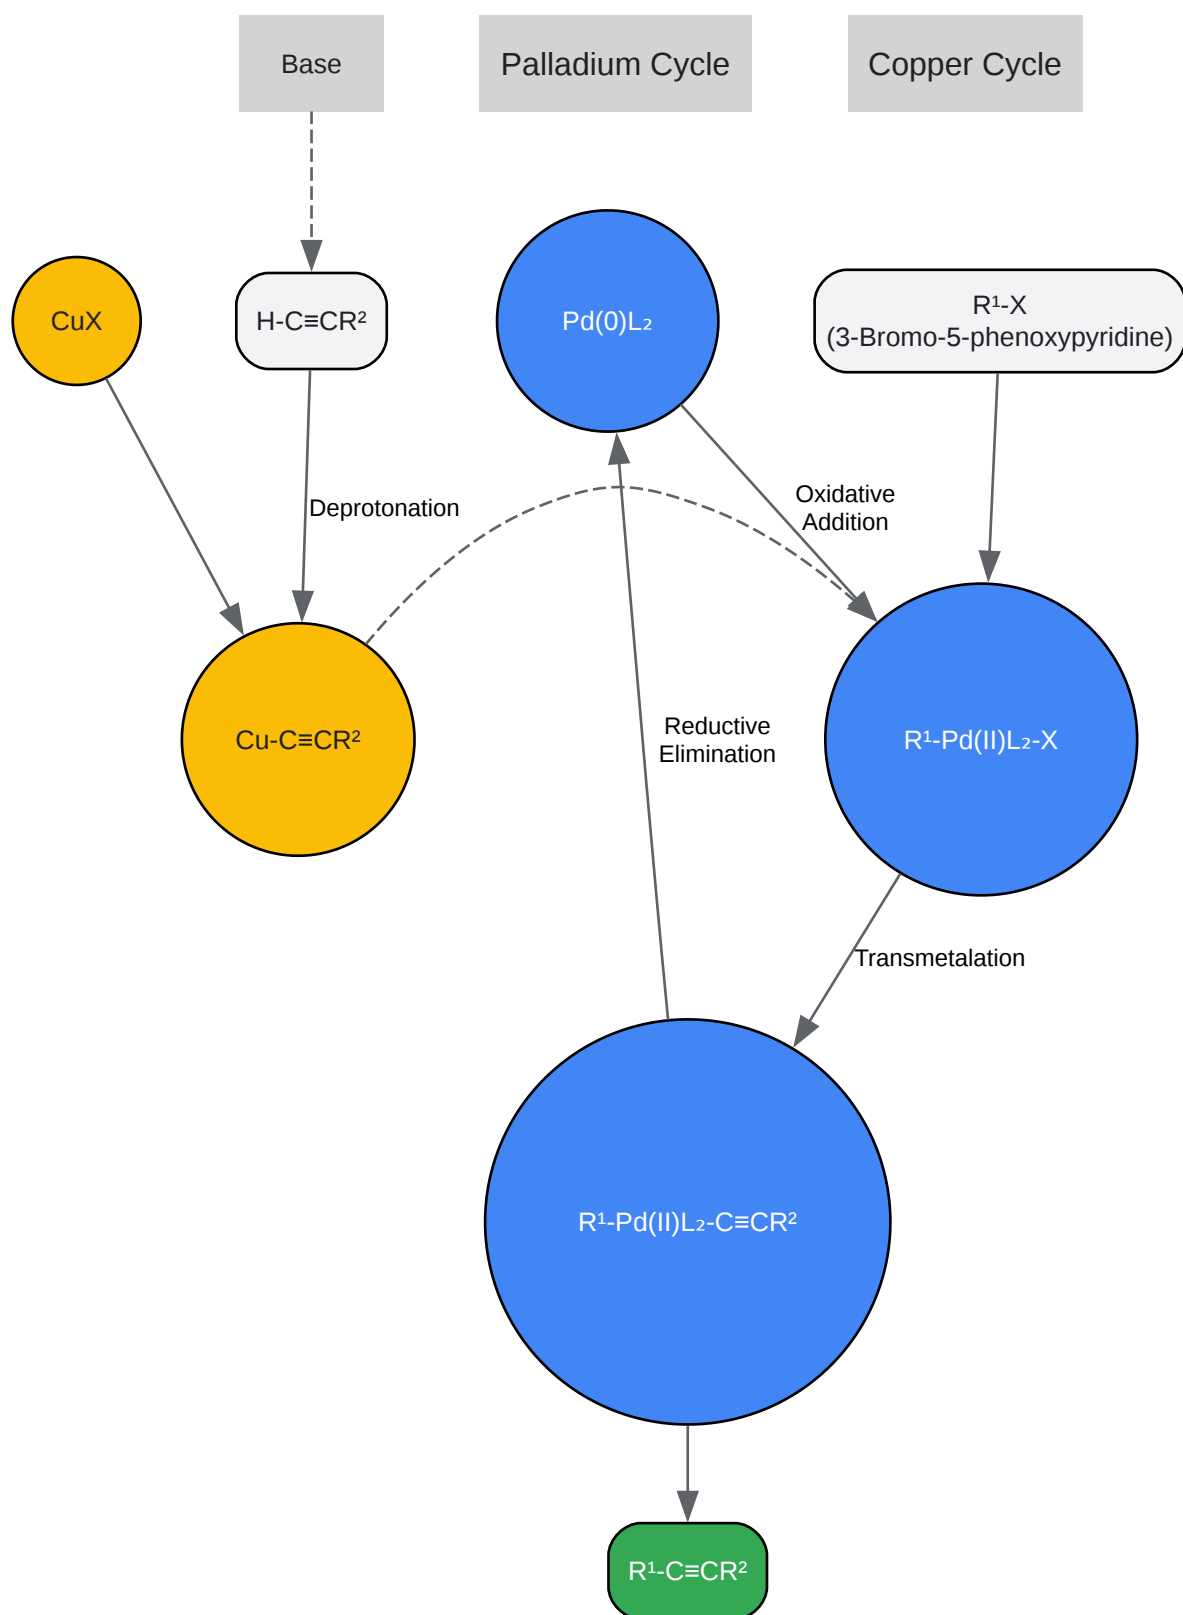 Base
Palladium Cycle
Copper Cycle
CuX
H-C≡CR²
Pd(0)L₂
R¹-X
(3-Bromo-5-phenoxypyridine)
Deprotonation
Oxidative
Addition
Cu-C≡CR²
Reductive
Elimination
R¹-Pd(II)L₂-X
Transmetalation
R¹-Pd(II)L₂-C≡CR²
R¹-C≡CR²